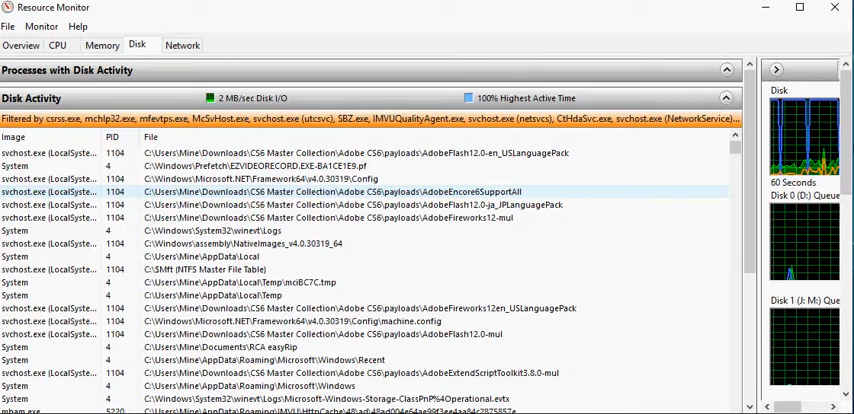 Resource Monitor
File Monitor Help
Overview CPU Memory Disk Network
Processes with Disk Activity
Disk Activity 2 MB/sec Disk I/O 100% Highest Active Time
Filtered by csrss.exe, mchlp32.exe, mfevtps.exe, McSvHost.exe, svchost.exe (utcsvc), SBZ.exe, IMVUQualityAgent.exe, svchost.exe (netsvcs), CtHdaSvc.exe, svchost.exe (NetworkService)...
Image PID File
svchost.exe (LocalSyste... 1104 C:\Users\Mine\Downloads\CS6 Master Collection\Adobe CS6\payloads\AdobeFlash12.0-en_USLanguagePack
System 4 C:\Windows\Prefetch\EZVIDEORECORD.EXE-BA1CE1E9.pf
svchost.exe (LocalSyste... 1104 C:\Windows\Microsoft.NET\Framework64\v4.0.30319\Config
svchost.exe (LocalSyste... 1104 C:\Users\Mine\Downloads\CS6 Master Collection\Adobe CS6\payloads\AdobeEncore6SupportAll
svchost.exe (LocalSyste... 1104 C:\Users\Mine\Downloads\CS6 Master Collection\Adobe CS6\payloads\AdobeFlash12.0-ja_JPLanguagePack
svchost.exe (LocalSyste... 1104 C:\Users\Mine\Downloads\CS6 Master Collection\Adobe CS6\payloads\AdobeFireworks12-mul
System 4 C:\Windows\System32\winevt\Logs
svchost.exe (LocalSyste... 1104 C:\Windows\assembly\NativeImages_v4.0.30319_64
System 4 C:\Users\Mine\AppData\Local
svchost.exe (LocalSyste... 1104 C:\$Mft (NTFS Master File Table)
System 4 C:\Users\Mine\AppData\Local\Temp\mciBC7C.tmp
System 4 C:\Users\Mine\AppData\Local\Temp
svchost.exe (LocalSyste... 1104 C:\Users\Mine\Downloads\CS6 Master Collection\Adobe CS6\payloads\AdobeFireworks12en_USLanguagePack
svchost.exe (LocalSyste... 1104 C:\Windows\Microsoft.NET\Framework64\v4.0.30319\Config\machine.config
svchost.exe (LocalSyste... 1104 C:\Users\Mine\Downloads\CS6 Master Collection\Adobe CS6\payloads\AdobeFlash12.0-mul
System 4 C:\Users\Mine\Documents\RCA easyRip
System 4 C:\Users\Mine\AppData\Roaming\Microsoft\Windows\Recent
svchost.exe (LocalSyste... 1104 C:\Users\Mine\Downloads\CS6 Master Collection\Adobe CS6\payloads\AdobeExtendScriptToolkit3.8.0-mul
System 4 C:\Users\Mine\AppData\Roaming\Microsoft\Windows
System 4 C:\Windows\System32\winevt\Logs\Microsoft-Windows-Storage-ClassPnP%4Operational.evtx
mbam.exe 5220
Disk
60 Seconds
Disk 0 (D:) Queue
Disk 1 (J: M:) Que